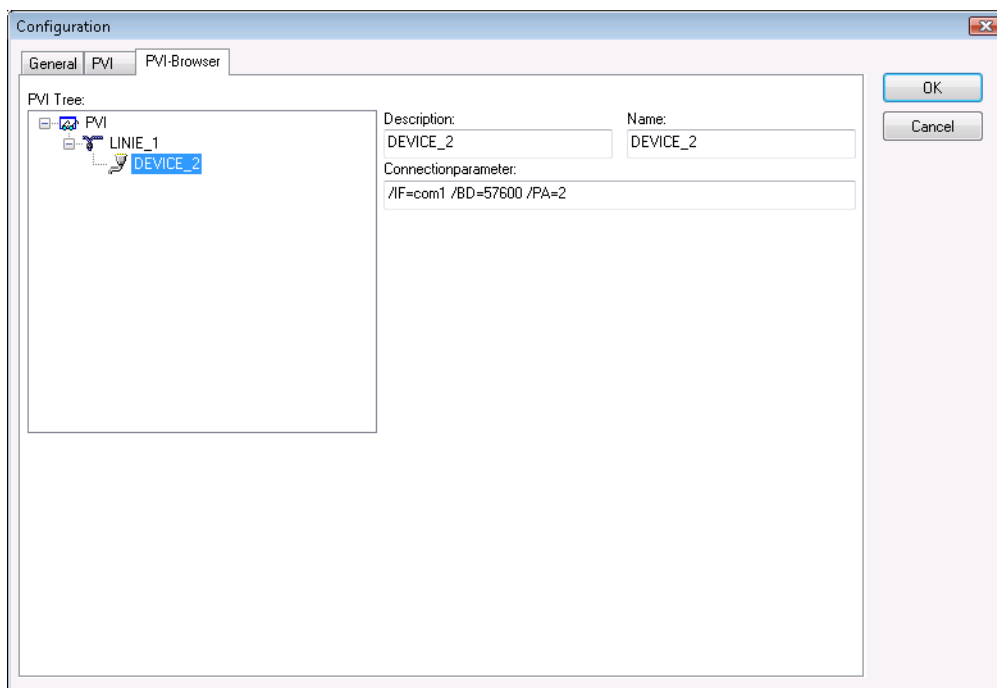 Configuration
General PVI PVI-Browser
OK
Cancel
PVI Tree:
PVI
LINIE_1
DEVICE_2
Description: Name:
DEVICE_2 DEVICE_2
Connectionparameter:
/IF=com1 /BD=57600 /PA=2